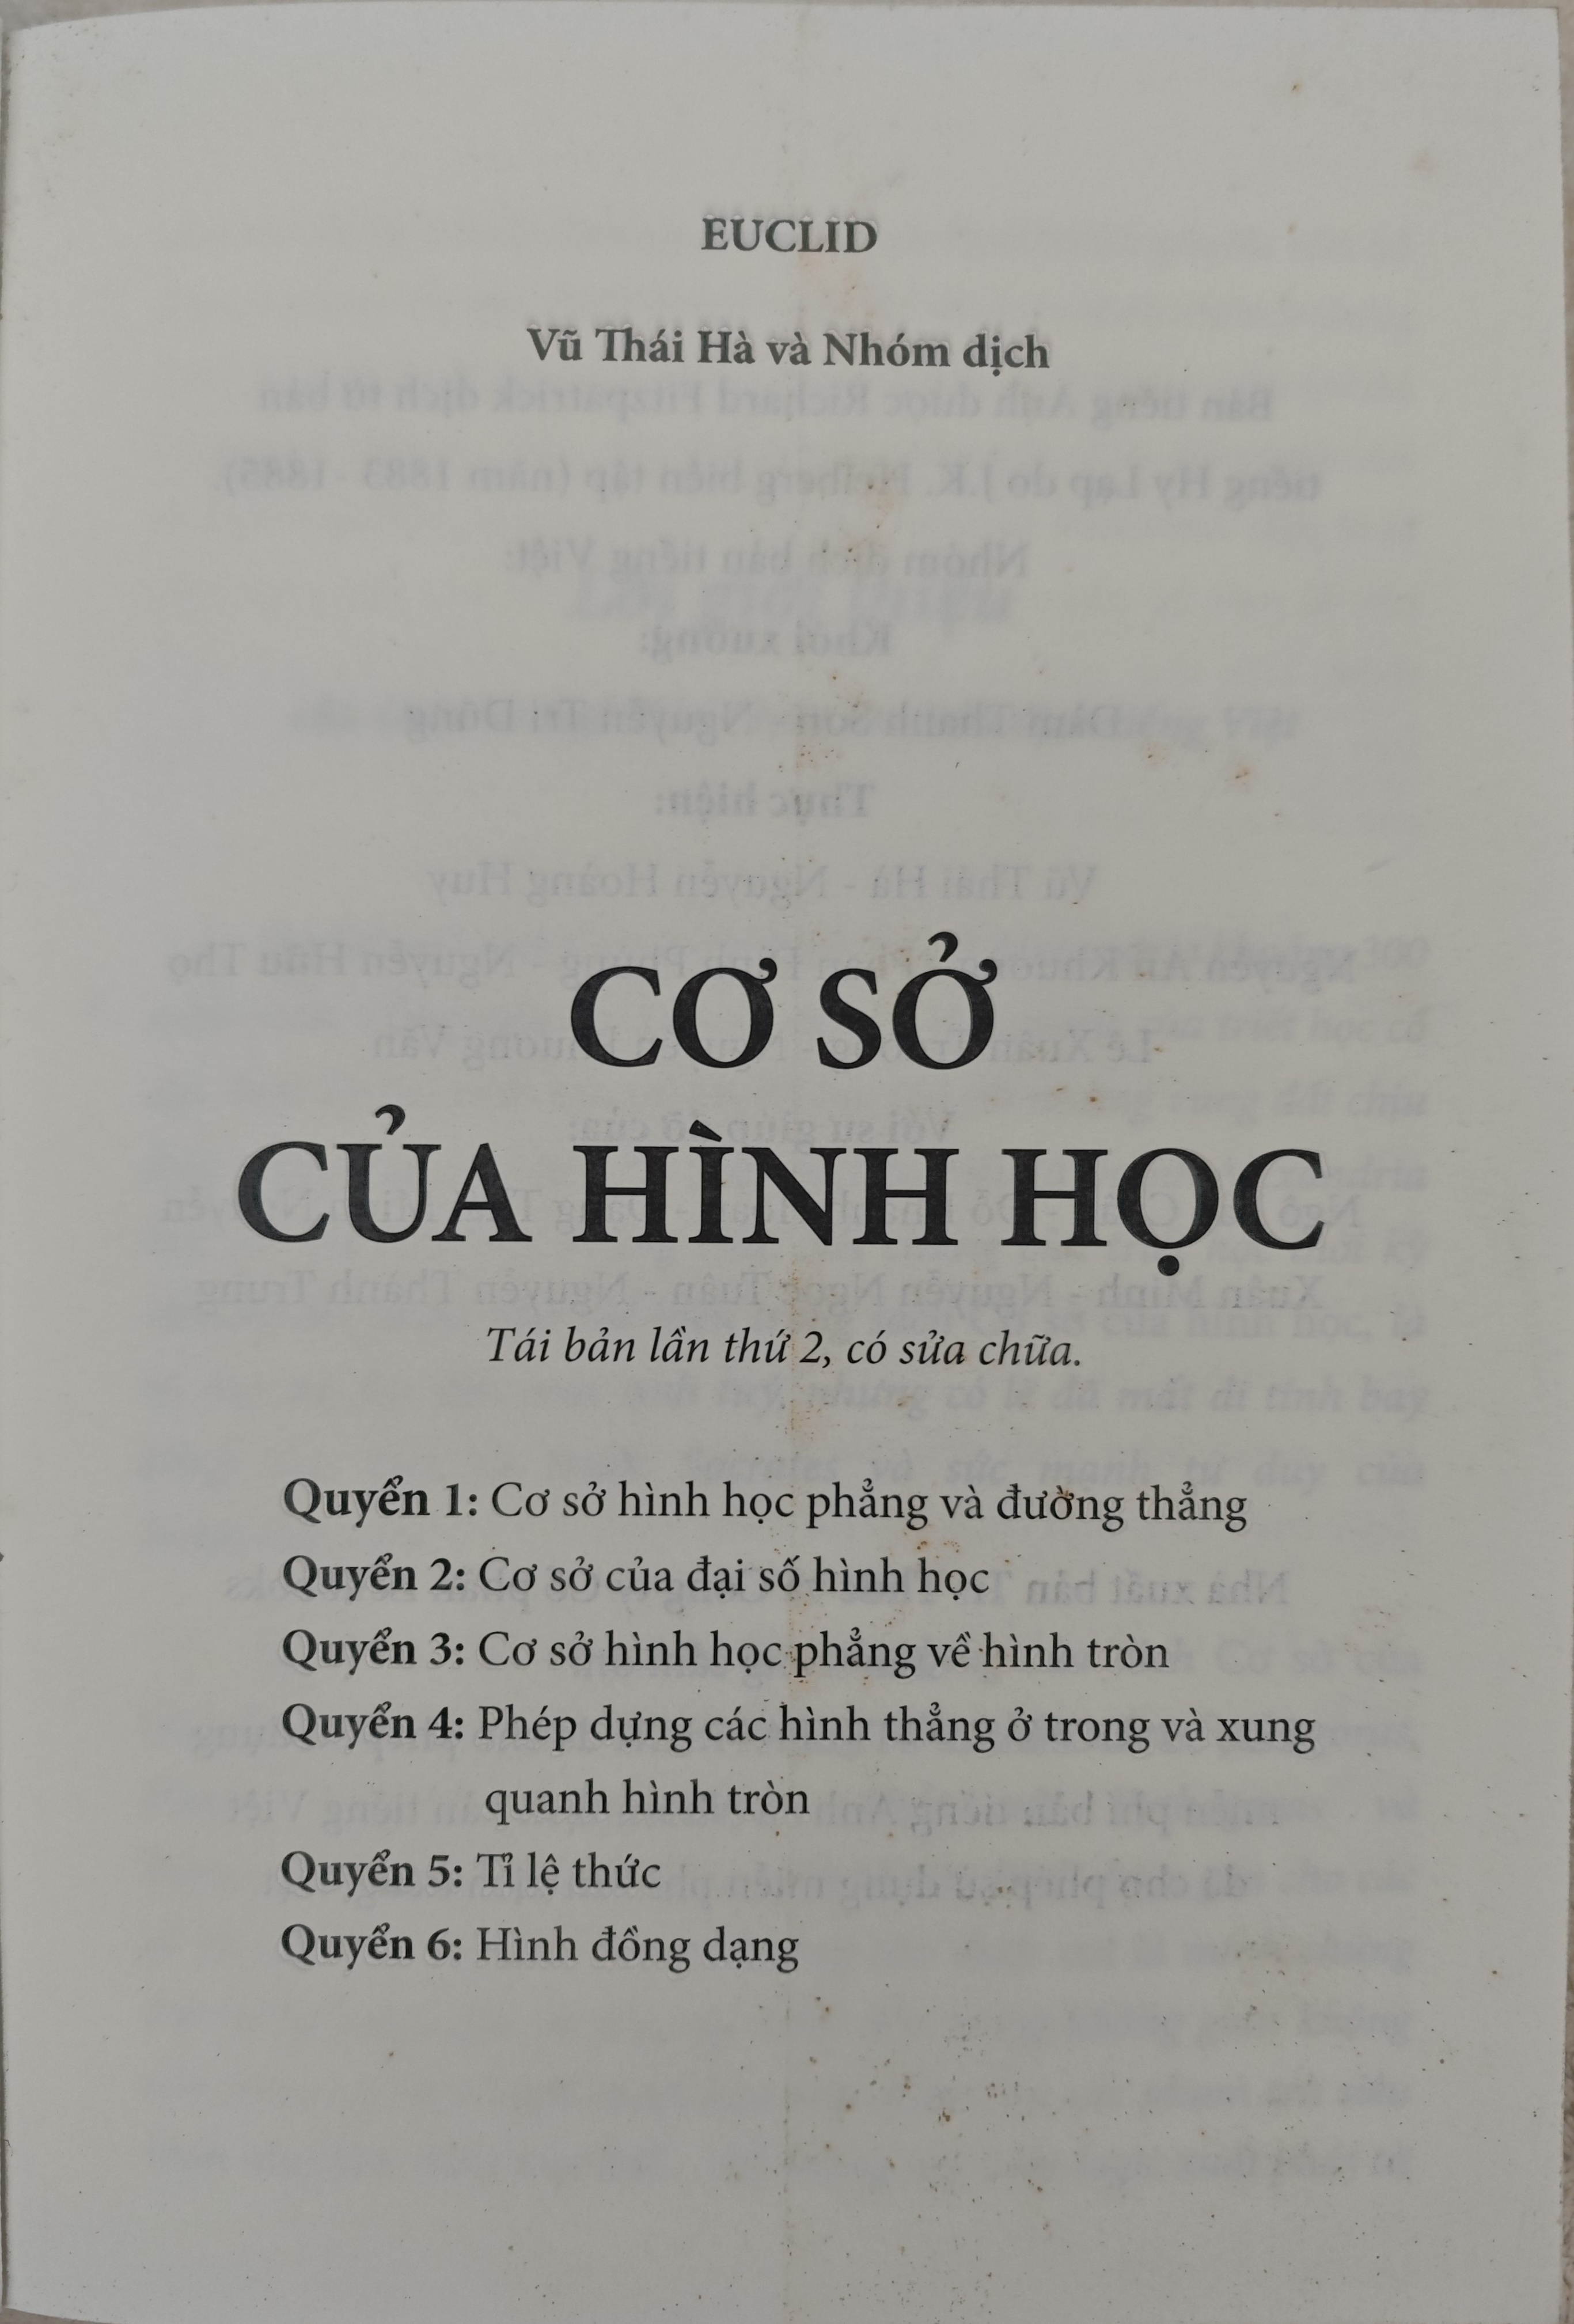 EUCLID
Vũ Thái Hà và Nhóm dịch
CƠ SỞ
CỦA HÌNH HỌC
Tái bản lần thứ 2, có sửa chữa.
Quyển 1: Cơ sở hình học phẳng và đường thẳng
Quyển 2: Cơ sở của đại số hình học
Quyển 3: Cơ sở hình học phẳng về hình tròn
Quyển 4: Phép dựng các hình thẳng ở trong và xung
quanh hình tròn
Quyển 5: Tỉ lệ thức
Quyển 6: Hình đồng dạng